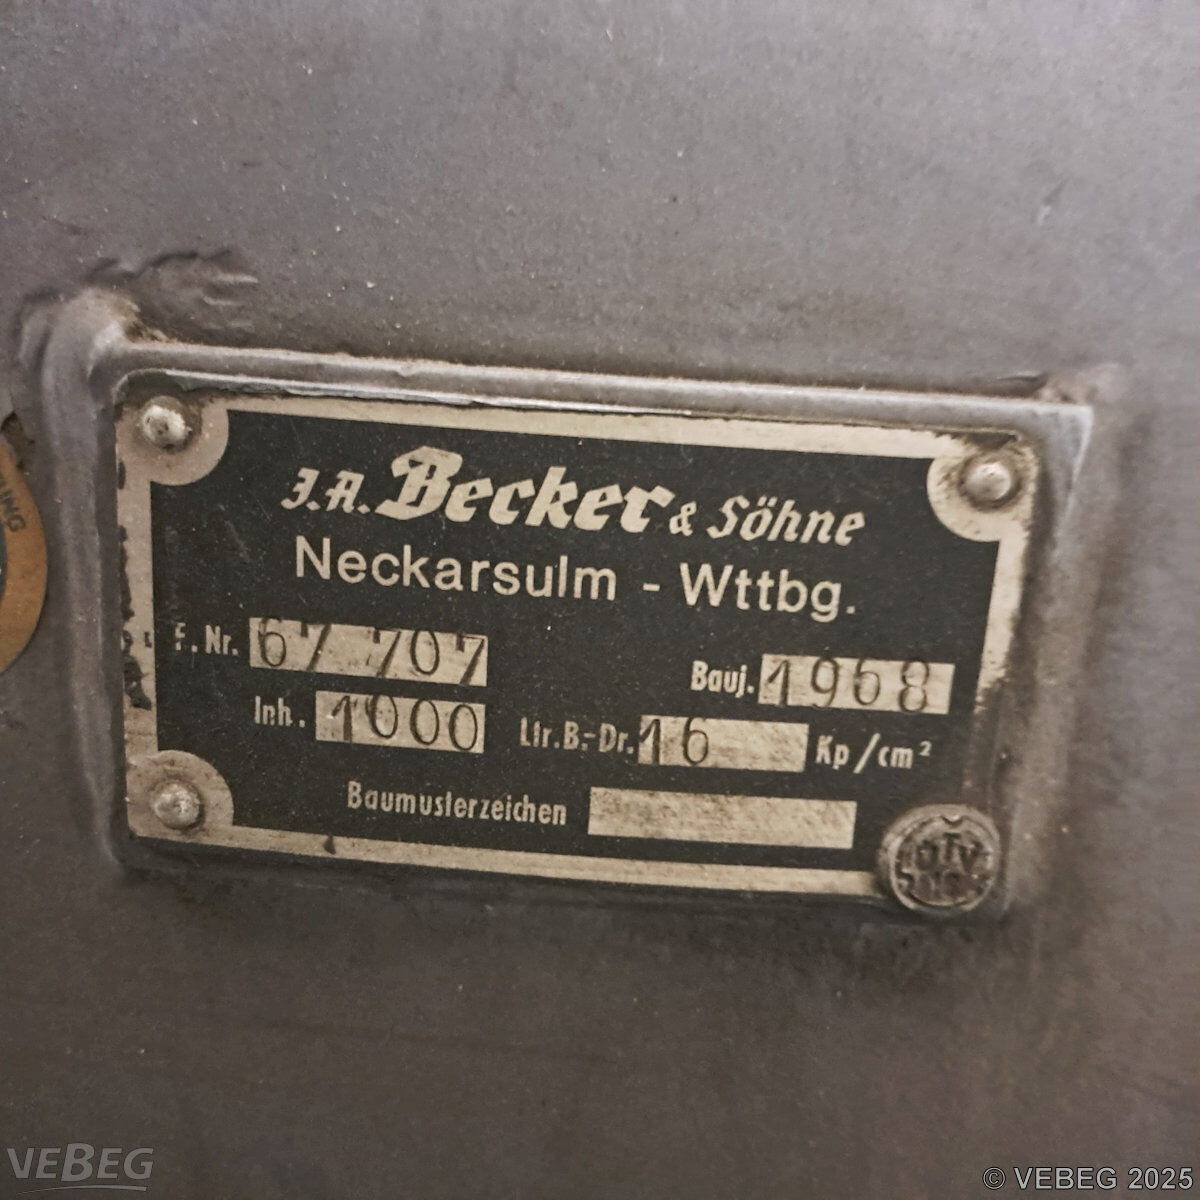 J.A. Becker & Söhne
Neckarsulm - Wttbg.
F. Nr. 67 707
Bauj. 1968
Inh. 1000 Ltr. B.-Dr. 16 Kp/cm²
Baumusterzeichen
VEBEG
© VEBEG 2025